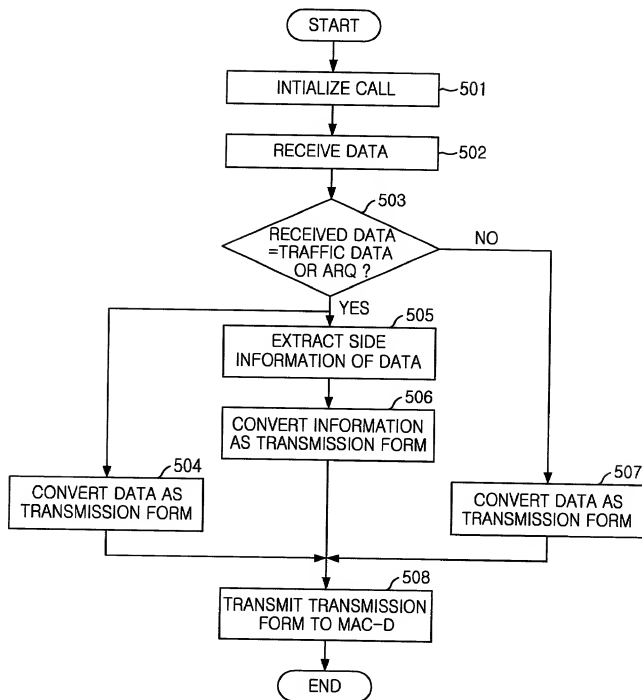 START
INTIALIZE CALL
501
RECEIVE DATA
502
503
RECEIVED DATA
=TRAFFIC DATA
OR ARQ ?
NO
YES
505
EXTRACT SIDE
INFORMATION OF DATA
506
CONVERT INFORMATION
AS TRANSMISSION FORM
504
CONVERT DATA AS
TRANSMISSION FORM
507
CONVERT DATA AS
TRANSMISSION FORM
508
TRANSMIT TRANSMISSION
FORM TO MAC-D
END